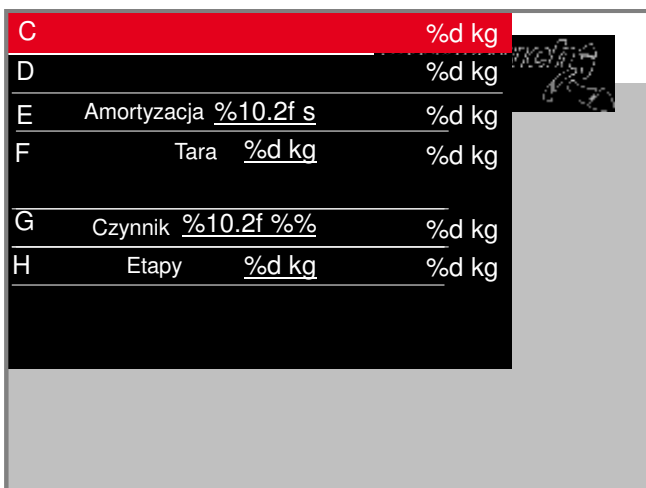 C %d kg
D %d kg
E Amortyzacja %10.2f s %d kg
F Tara %d kg %d kg
G Czynnik %10.2f %% %d kg
H Etapy %d kg %d kg